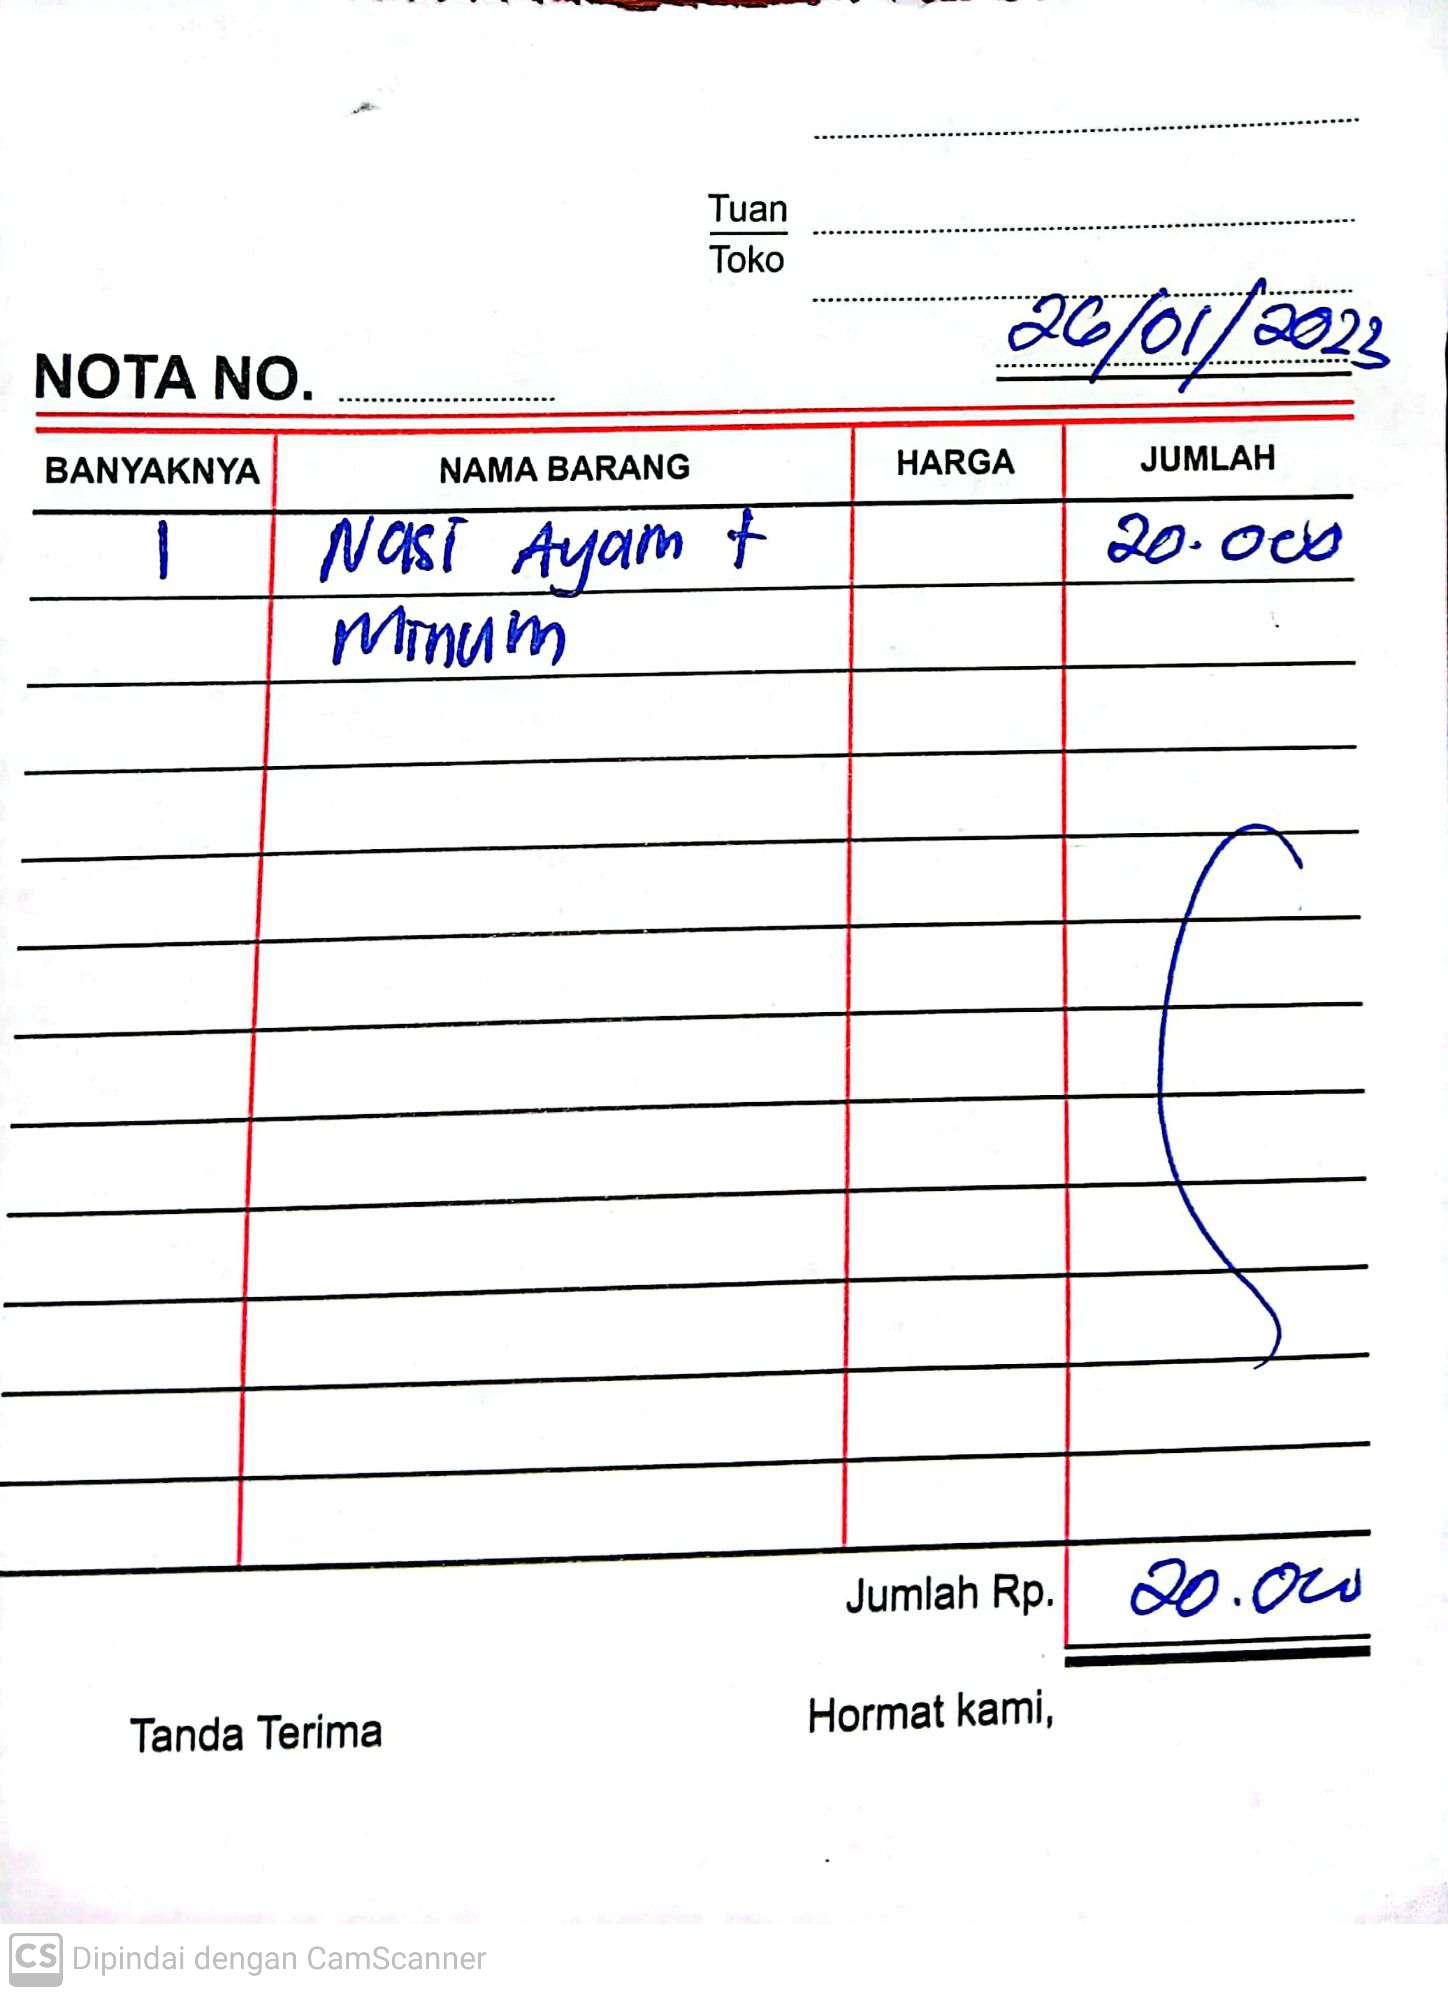 Tuan
Toko
26/01/2023
NOTA NO.
BANYAKNYA NAMA BARANG HARGA JUMLAH
1 Nasi Ayam + 20.000
Minum
Jumlah Rp. 20.000
Tanda Terima Hormat kami,
CS Dipindai dengan CamScanner